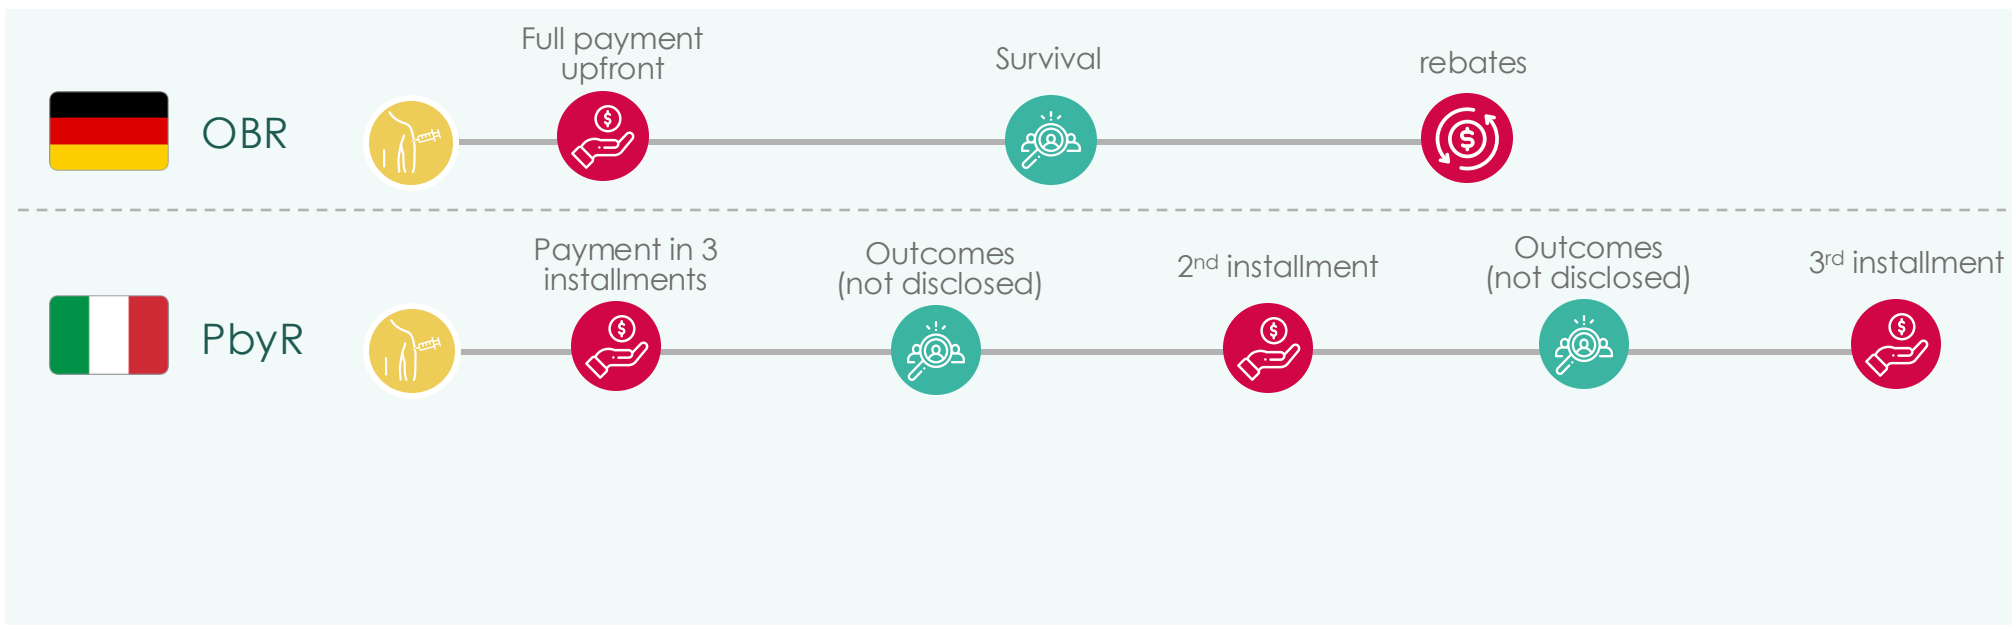 Full payment
upfront
Survival
rebates
OBR
Payment in 3
installments
Outcomes
(not disclosed)
2nd installment
Outcomes
(not disclosed)
3rd installment
PbyR